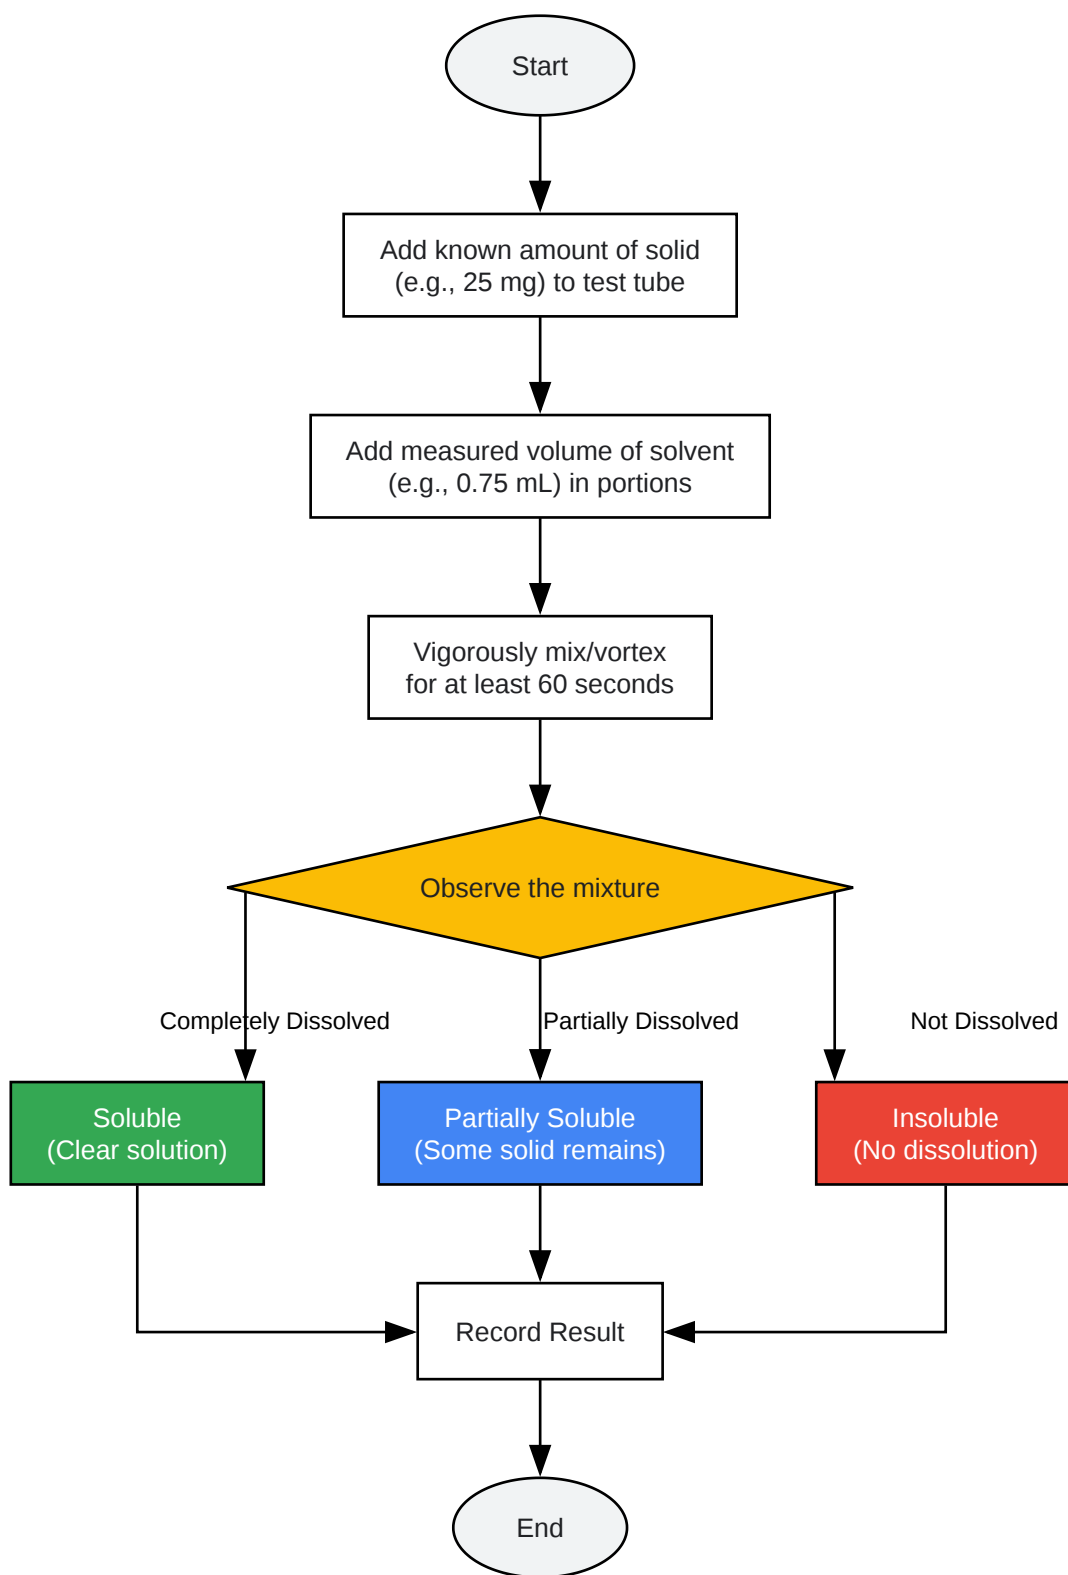 Start
Add known amount of solid
(e.g., 25 mg) to test tube
Add measured volume of solvent
(e.g., 0.75 mL) in portions
Vigorously mix/vortex
for at least 60 seconds
Observe the mixture
Completely Dissolved
Partially Dissolved
Not Dissolved
Soluble
(Clear solution)
Partially Soluble
(Some solid remains)
Insoluble
(No dissolution)
Record Result
End